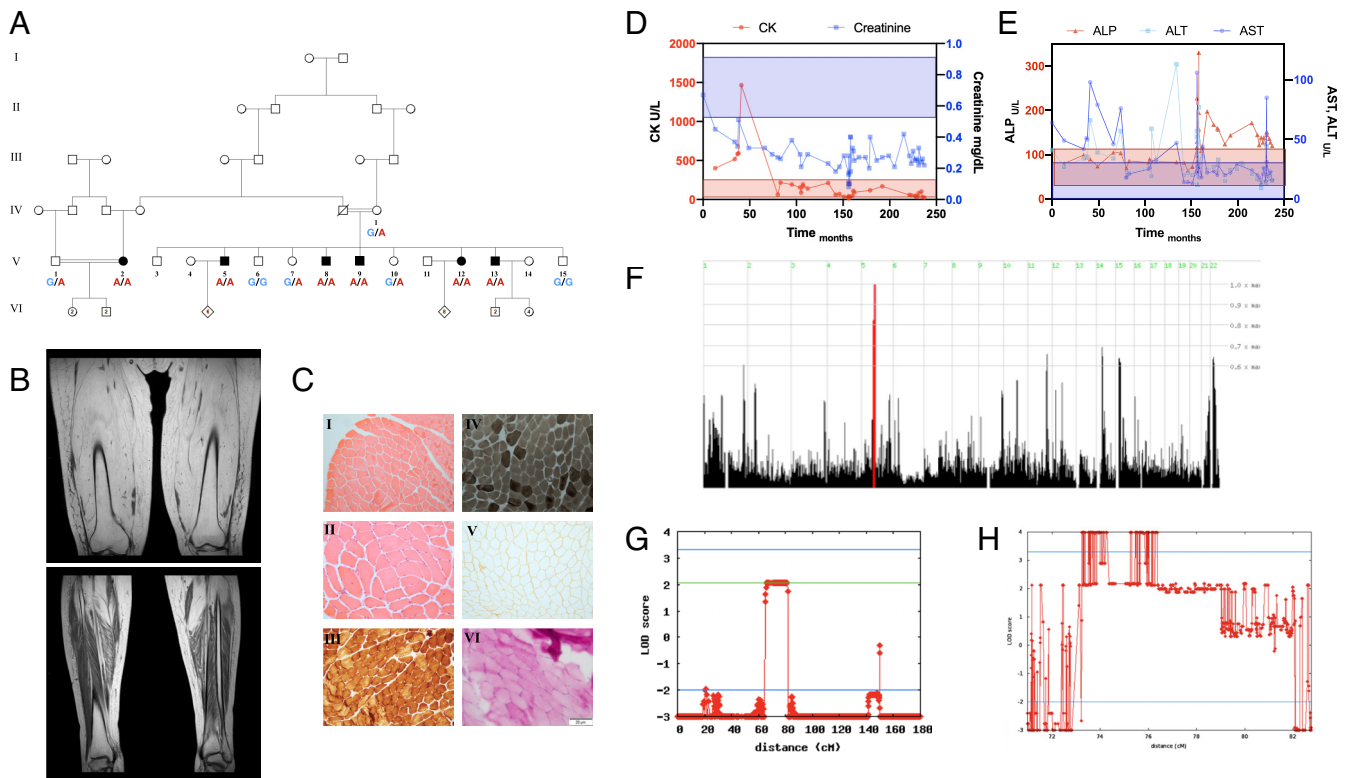 A
I
II
III
IV
V
VI
1
G/A
1 2 3 4 5 6 7 8 9 10 11 12 13 14 15
G/A A/A A/A G/G G/A A/A A/A G/A A/A A/A G/G
2 2 6 8 2 4
B
C
I IV
II V
III VI
20 µm
D
CK Creatinine
CK U/L
2000
1500
1000
500
0
1.0
0.8
0.6
0.4
0.2
0.0
Creatinine mg/dL
0 50 100 150 200 250
Time months
E
ALP ALT AST
ALP U/L
300
200
100
0
100
50
0
AST, ALT U/L
0 50 100 150 200 250
Time months
F
1 2 3 4 5 6 7 8 9 10 11 12 13 14 15 16 17 18 19 20 21 22
1.0 x max
0.9 x max
0.8 x max
0.7 x max
0.6 x max
G
LOD score
4
3
2
1
0
-1
-2
-3
0 20 40 60 80 100 120 140 160 180
distance (cM)
H
LOD score
4
3
2
1
0
-1
-2
-3
72 74 76 78 80 82
distance (cM)